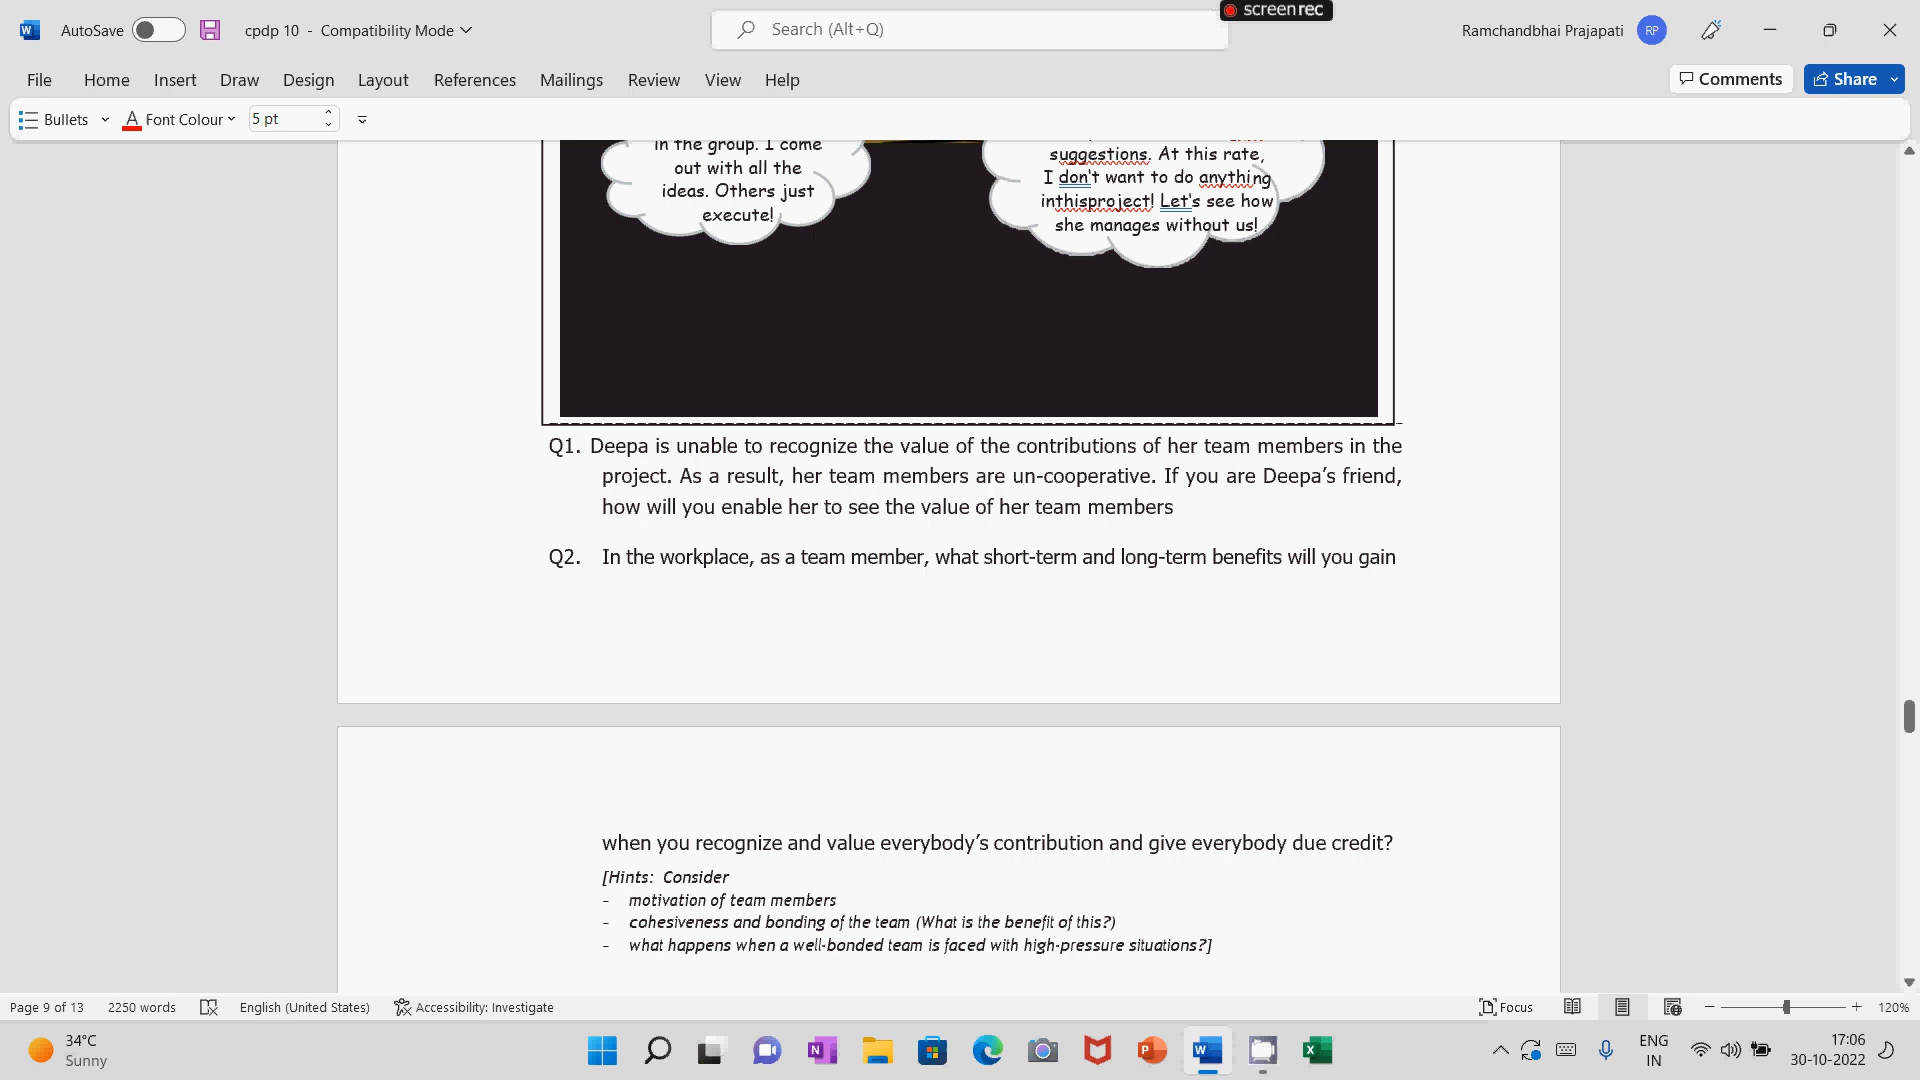 screenrec
AutoSave
cpdp 10 - Compatibility Mode
Search (Alt+Q)
Ramchandbhai Prajapati
RP
File
Home
Insert
Draw
Design
Layout
References
Mailings
Review
View
Help
Comments
Share
Bullets
Font Colour
5 pt
in the group. I come
out with all the
ideas. Others just
execute!
suggestions. At this rate,
I don't want to do anything
inthisproject! Let's see how
she manages without us!
Q1. Deepa is unable to recognize the value of the contributions of her team members in the
project. As a result, her team members are un-cooperative. If you are Deepa’s friend,
how will you enable her to see the value of her team members
Q2. In the workplace, as a team member, what short-term and long-term benefits will you gain
when you recognize and value everybody’s contribution and give everybody due credit?
[Hints: Consider
- motivation of team members
- cohesiveness and bonding of the team (What is the benefit of this?)
- what happens when a well-bonded team is faced with high-pressure situations?]
Page 9 of 13
2250 words
English (United States)
Accessibility: Investigate
Focus
120%
34°C
Sunny
ENG
IN
17:06
30-10-2022